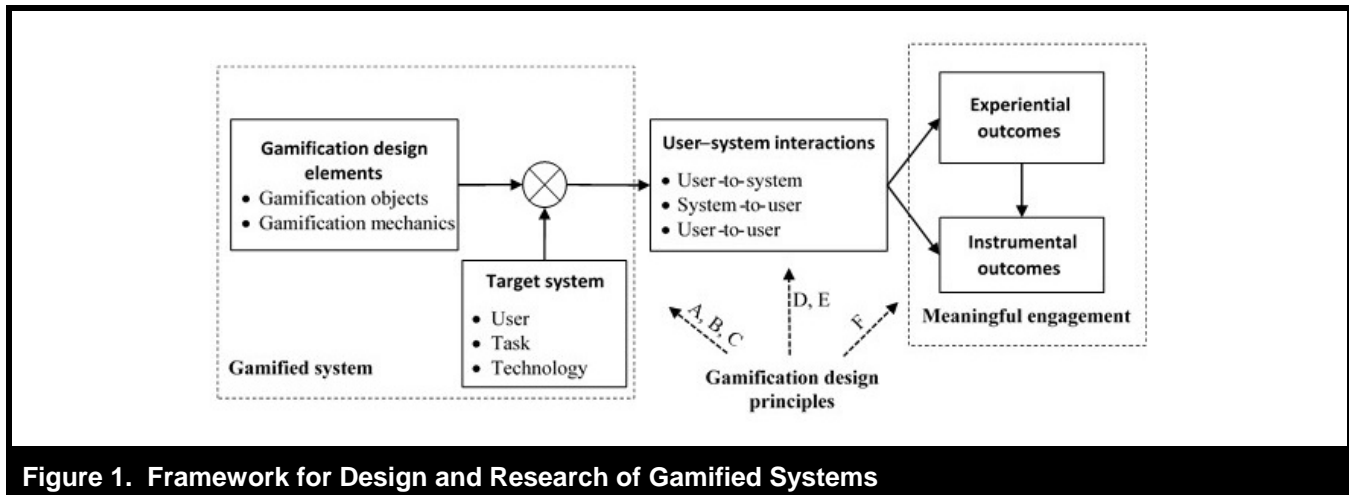 Gamification design
elements
• Gamification objects
• Gamification mechanics
Target system
• User
• Task
• Technology
Gamified system
User–system interactions
• User-to-system
• System-to-user
• User-to-user
Experiential
outcomes
Instrumental
outcomes
Meaningful engagement
A, B, C
D, E
F
Gamification design
principles
Figure 1. Framework for Design and Research of Gamified Systems